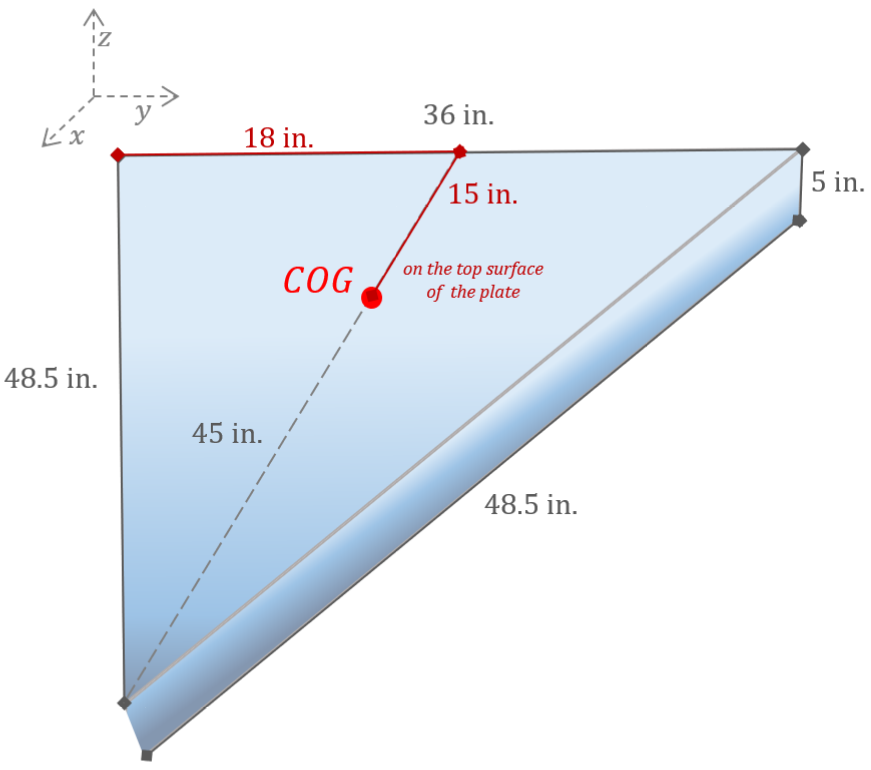 z
y
x
36 in.
18 in.
5 in.
15 in.
COG
on the top surface
of the plate
48.5 in.
45 in.
48.5 in.